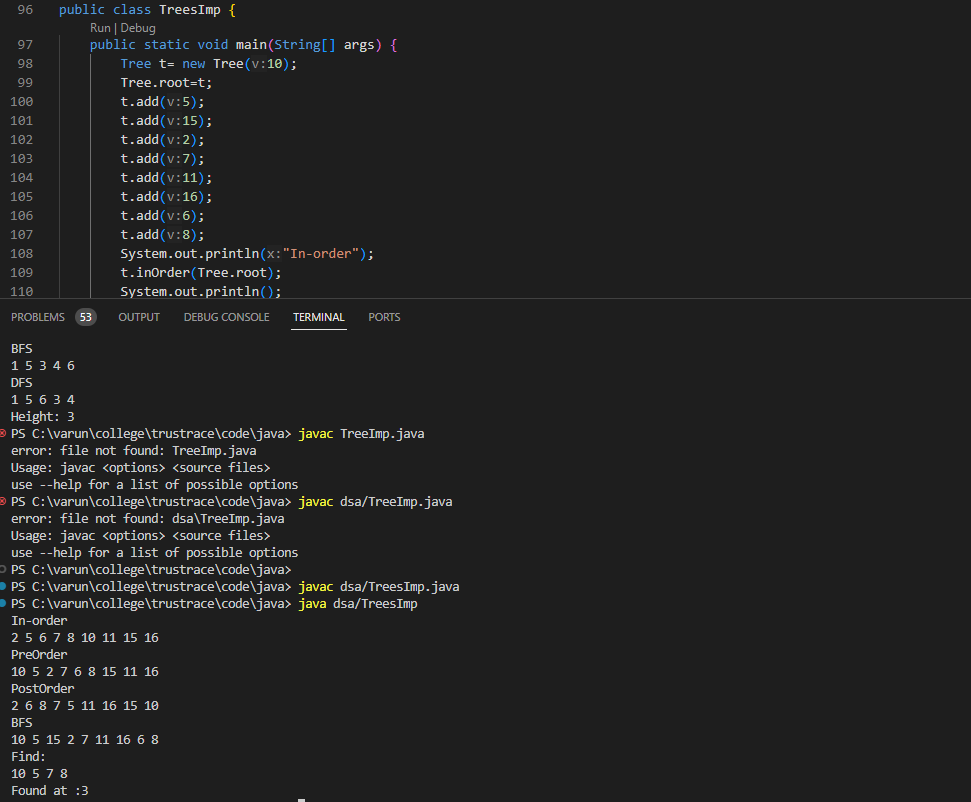 96 public class TreesImp {
Run | Debug
97 public static void main(String[] args) {
98 Tree t= new Tree(v:10);
99 Tree.root=t;
100 t.add(v:5);
101 t.add(v:15);
102 t.add(v:2);
103 t.add(v:7);
104 t.add(v:11);
105 t.add(v:16);
106 t.add(v:6);
107 t.add(v:8);
108 System.out.println(x:"In-order");
109 t.inOrder(Tree.root);
110 System.out.println();
PROBLEMS 53 OUTPUT DEBUG CONSOLE TERMINAL PORTS
BFS
1 5 3 4 6
DFS
1 5 6 3 4
Height: 3
PS C:\varun\college\trustrace\code\java> javac TreeImp.java
error: file not found: TreeImp.java
Usage: javac <options> <source files>
use --help for a list of possible options
PS C:\varun\college\trustrace\code\java> javac dsa/TreeImp.java
error: file not found: dsa\TreeImp.java
Usage: javac <options> <source files>
use --help for a list of possible options
PS C:\varun\college\trustrace\code\java>
PS C:\varun\college\trustrace\code\java> javac dsa/TreesImp.java
PS C:\varun\college\trustrace\code\java> java dsa/TreesImp
In-order
2 5 6 7 8 10 11 15 16
PreOrder
10 5 2 7 6 8 15 11 16
PostOrder
2 6 8 7 5 11 16 15 10
BFS
10 5 15 2 7 11 16 6 8
Find:
10 5 7 8
Found at :3